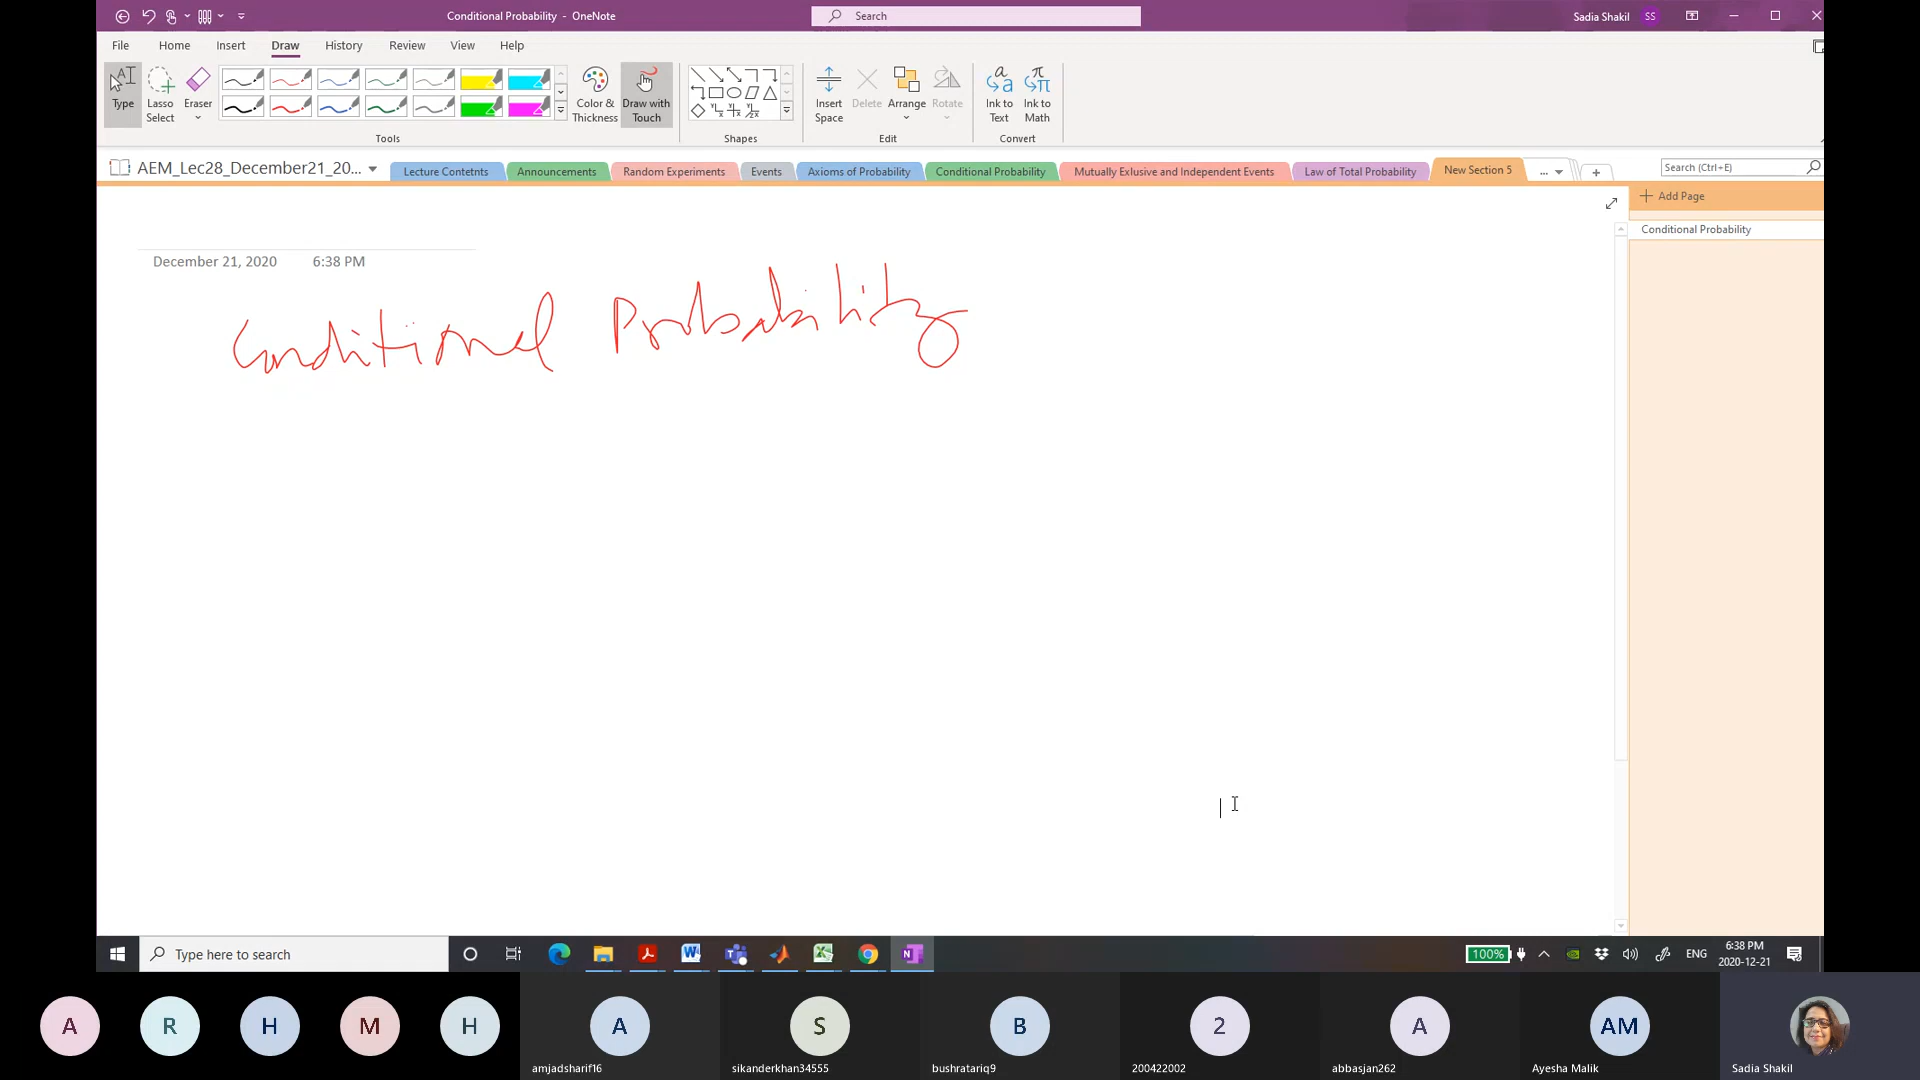 Conditional Probability - OneNote
Search
Sadia Shakil SS
File Home Insert Draw History Review View Help
Type
Lasso Select
Eraser
Color & Thickness
Draw with Touch
Insert Space
Delete
Arrange
Rotate
Ink to Text
Ink to Math
Tools
Shapes
Edit
Convert
AEM_Lec28_December21_20...
Lecture Contetnts
Announcements
Random Experiments
Events
Axioms of Probability
Conditional Probability
Mutually Exlusive and Independent Events
Law of Total Probability
New Section 5
...
Search (Ctrl+E)
Add Page
Conditional Probability
December 21, 2020 6:38 PM
Conditional Probability
Type here to search
100%
ENG
6:38 PM
2020-12-21
A R H M H A S B 2 A AM
amjadsharif16
sikanderkhan34555
bushratariq9
200422002
abbasjan262
Ayesha Malik
Sadia Shakil